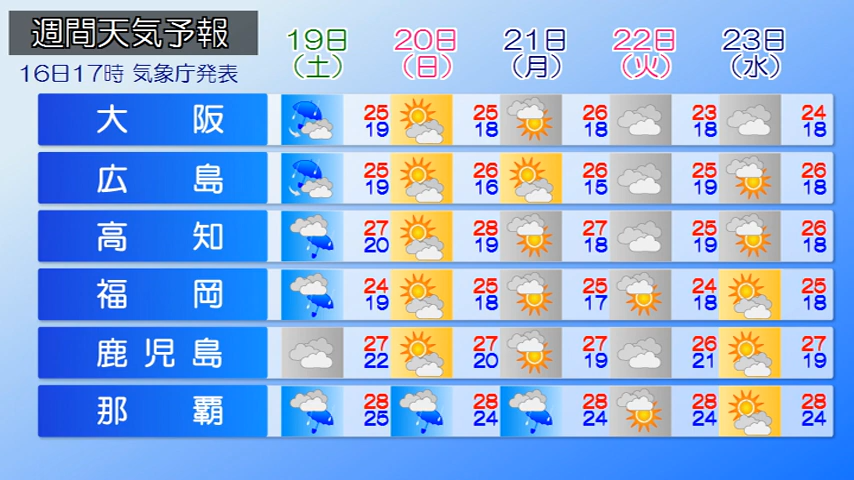 週間天気予報
16日17時 気象庁発表
19日 20日 21日 22日 23日
(土) (日) (月) (火) (水)
大阪 25 19 25 18 26 18 23 18 24 18
広島 25 19 26 16 26 15 25 19 26 18
高知 27 20 28 19 27 18 25 19 26 18
福岡 24 19 25 18 25 17 24 18 25 18
鹿児島 27 22 27 20 27 19 26 21 27 19
那覇 28 25 28 24 28 24 28 24 28 24